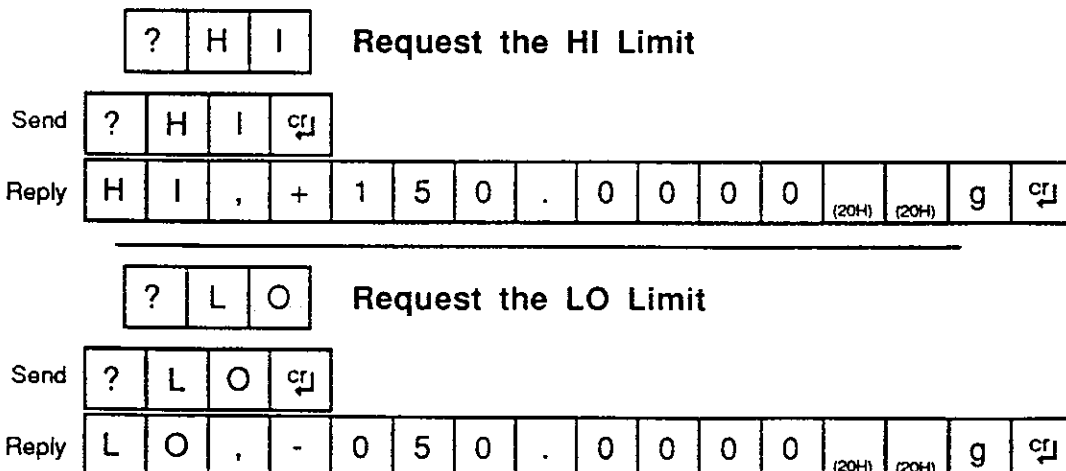 ? H I Request the HI Limit
Send ? H I cr
Reply H I , + 1 5 0 . 0 0 0 0 (20H) (20H) g cr
? L O Request the LO Limit
Send ? L O cr
Reply L O , - 0 5 0 . 0 0 0 0 (20H) (20H) g cr